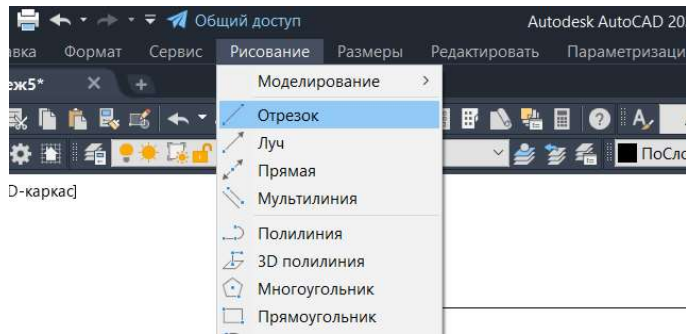 Общий доступ Autodesk AutoCAD 20
авка Формат Сервис Рисование Размеры Редактировать Параметризаци
еж5*
Моделирование
Отрезок
Луч
ПоСло
Прямая
D-каркас]
Мультилиния
Полилиния
3D полилиния
Многоугольник
Прямоугольник